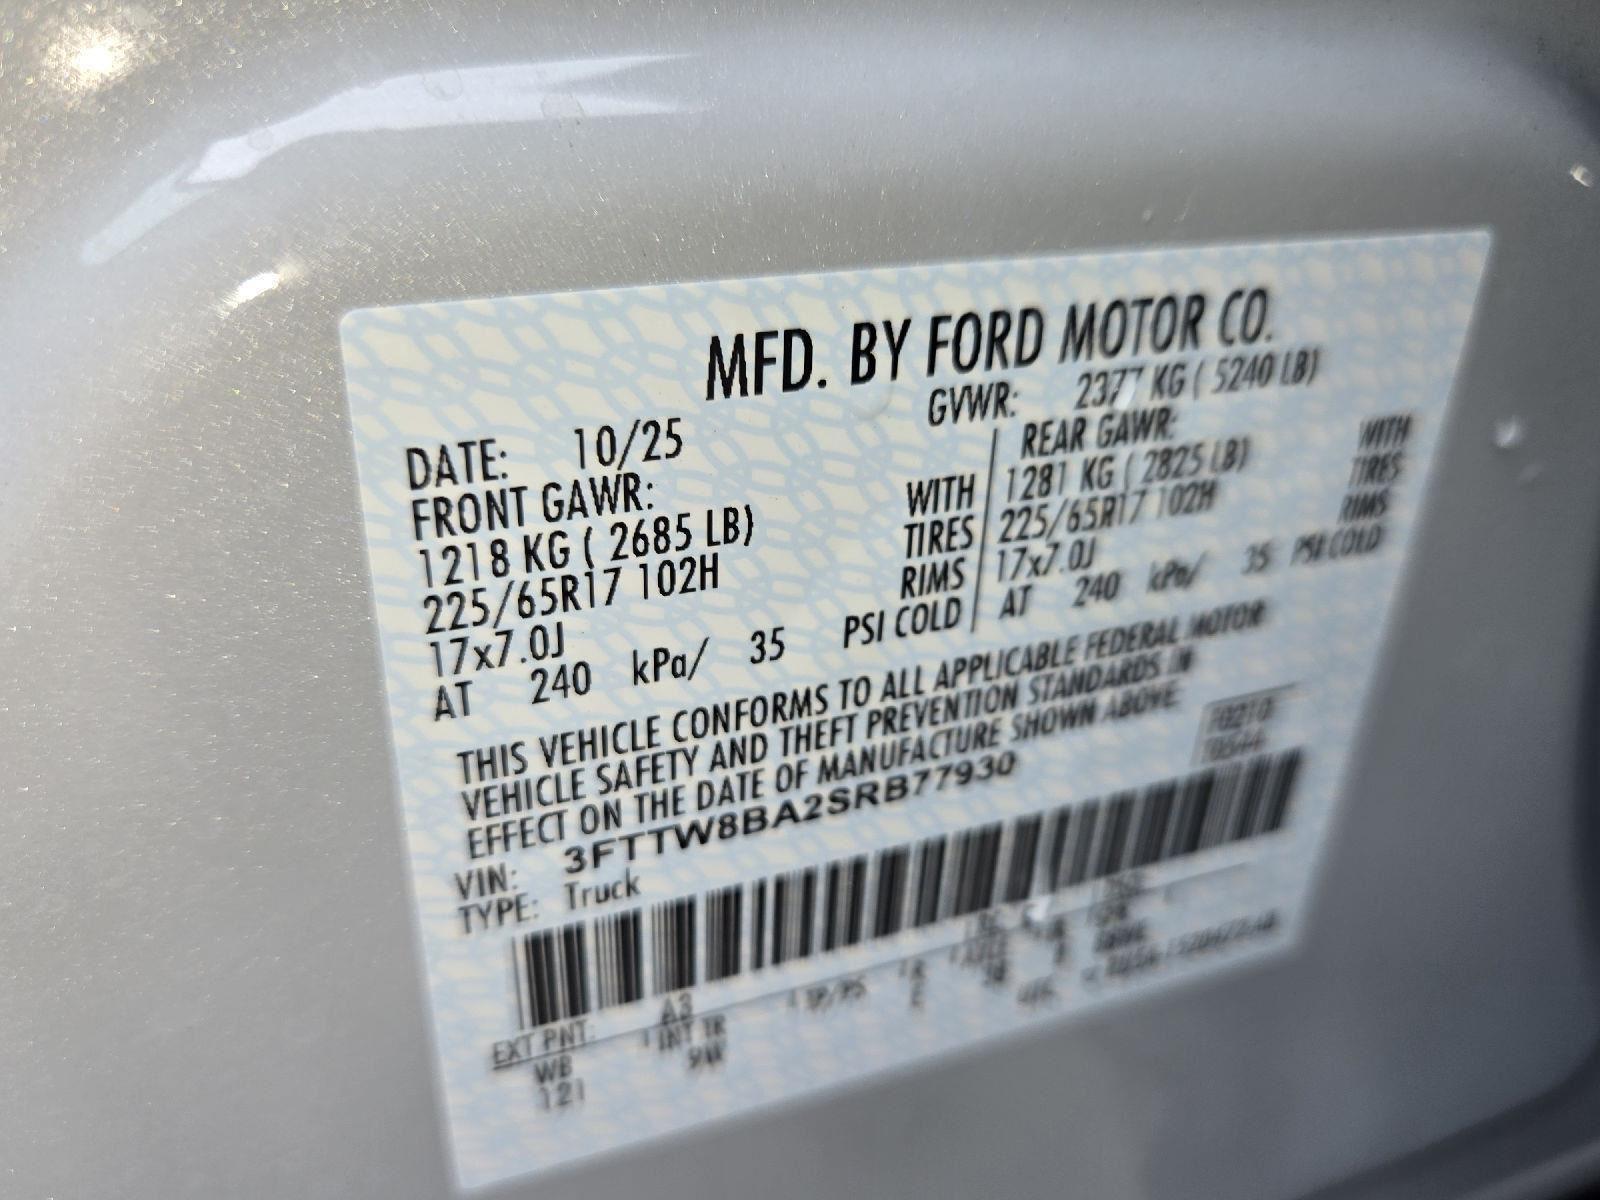 MFD. BY FORD MOTOR CO.
DATE: 10/25
GVWR: 2377 KG ( 5240 LB)
FRONT GAWR:
1218 KG ( 2685 LB) WITH
225/65R17 102H TIRES
17x7.0J RIMS
AT 240 kPa/ 35 PSI COLD
REAR GAWR:
1281 KG ( 2825 LB) WITH
225/65R17 102H TIRES
17x7.0J RIMS
AT 240 kPa/ 35 PSI COLD
THIS VEHICLE CONFORMS TO ALL APPLICABLE FEDERAL MOTOR
VEHICLE SAFETY AND THEFT PREVENTION STANDARDS IN
EFFECT ON THE DATE OF MANUFACTURE SHOWN ABOVE
VIN: 3FTTW8BA2SRB77930
TYPE: Truck
EXT PNT: A3
INT TR
WB 9W
121